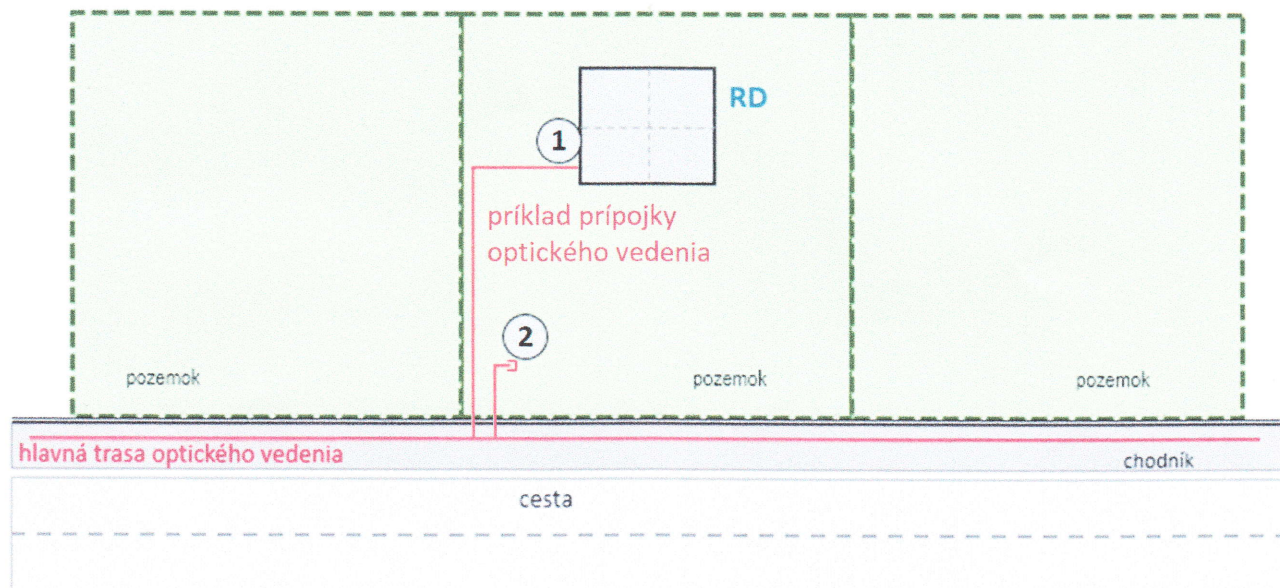 RD
1
príklad prípojky
optického vedenia
2
pozemok
pozemok
pozemok
hlavná trasa optického vedenia
chodník
cesta